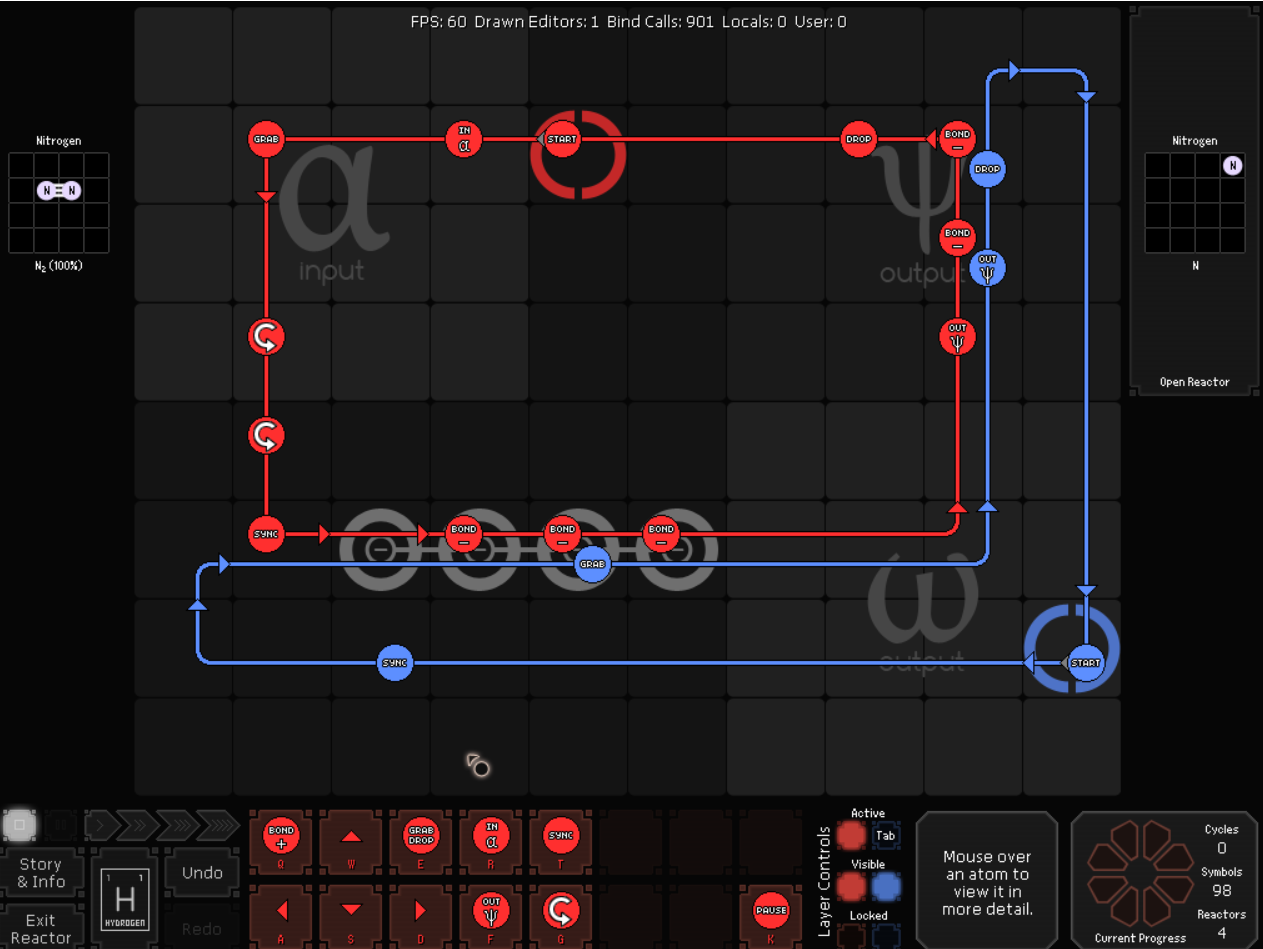 FPS: 60 Drawn Editors: 1 Bind Calls: 901 Locals: 0 User: 0
Nitrogen
N N
N₂ (100%)
GRAB
IN
α
START
DROP
BOND
–
α
input
ψ
output
DROP
BOND
–
OUT
ψ
OUT
ψ
SYNC
BOND
–
BOND
–
BOND
–
GRAB
ω
output
SYNC
START
Nitrogen
N
N
Open Reactor
Story
& Info
Exit
Reactor
1 1
H
HYDROGEN
Undo
Redo
BOND
+
Q
W
GRAB
DROP
E
IN
α
R
SYNC
T
A
S
D
OUT
ψ
F
G
PAUSE
K
Layer Controls
Active
Tab
Visible
Locked
Mouse over
an atom to
view it in
more detail.
Cycles
0
Symbols
98
Reactors
4
Current Progress